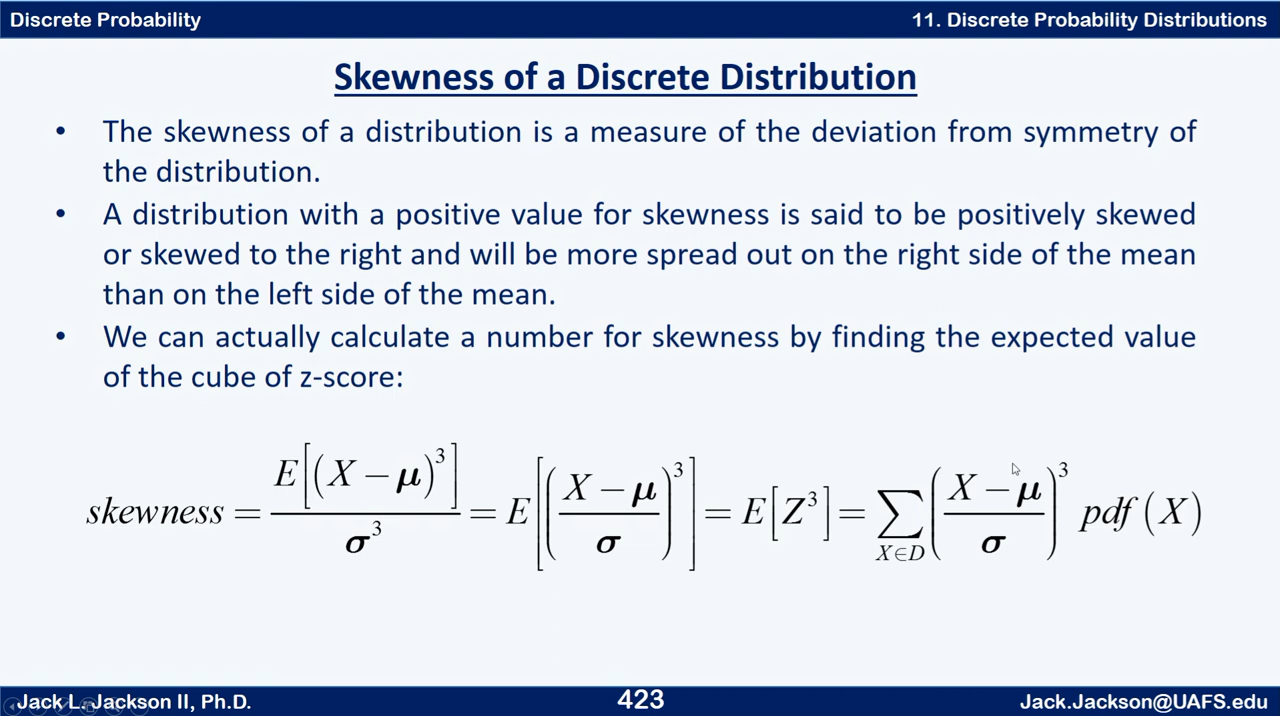 Discrete Probability
11. Discrete Probability Distributions
Skewness of a Discrete Distribution
• The skewness of a distribution is a measure of the deviation from symmetry of
the distribution.
• A distribution with a positive value for skewness is said to be positively skewed
or skewed to the right and will be more spread out on the right side of the mean
than on the left side of the mean.
• We can actually calculate a number for skewness by finding the expected value
of the cube of z-score:
skewness = E[(X − μ)³] / σ³ = E[((X − μ) / σ)³] = E[Z³] = ∑_{X∈D} ((X − μ) / σ)³ pdf(X)
Jack L. Jackson II, Ph.D.
423
Jack.Jackson@UAFS.edu